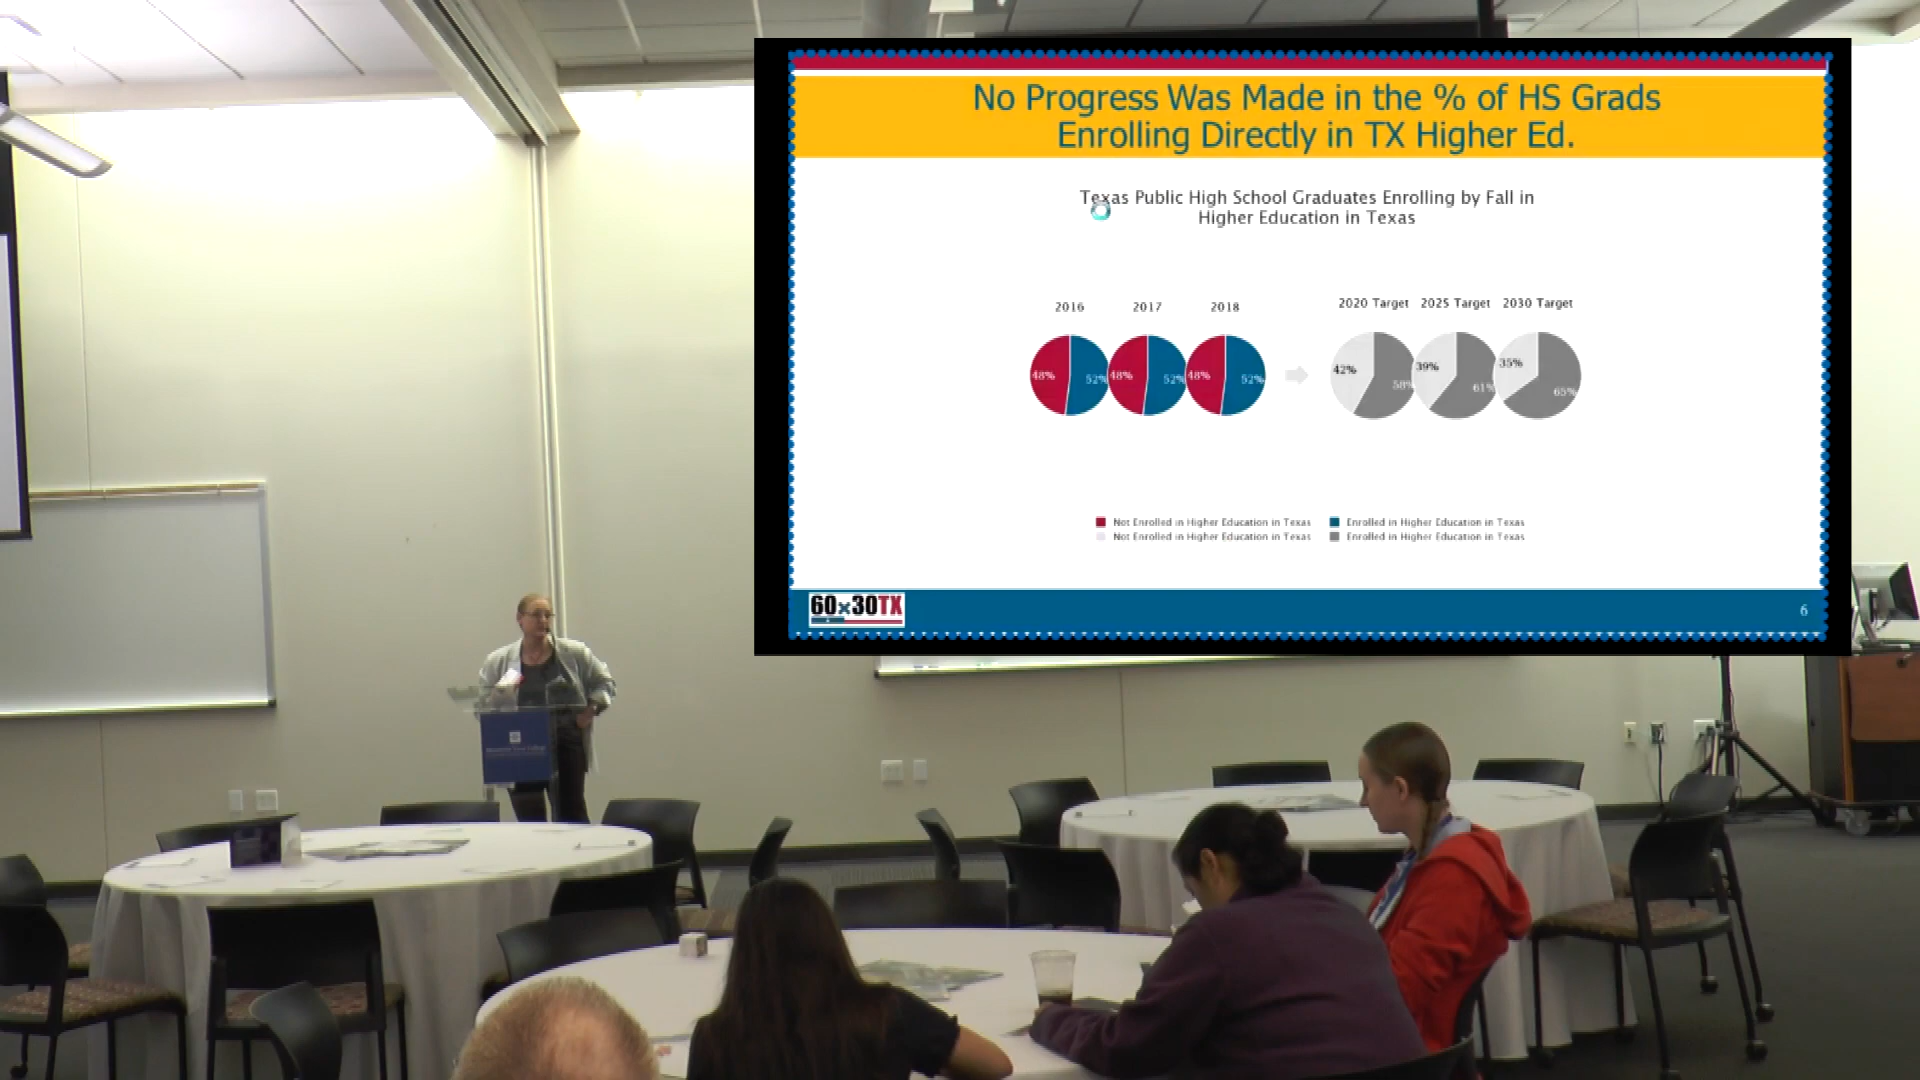 No Progress Was Made in the % of HS Grads
Enrolling Directly in TX Higher Ed.
Texas Public High School Graduates Enrolling by Fall in
Higher Education in Texas
2016 2017 2018 2020 Target 2025 Target 2030 Target
48% 52% 48% 52% 48% 52% 42% 58% 39% 61% 35% 65%
Not Enrolled in Higher Education in Texas Enrolled in Higher Education in Texas
Not Enrolled in Higher Education in Texas Enrolled in Higher Education in Texas
60x30TX
6